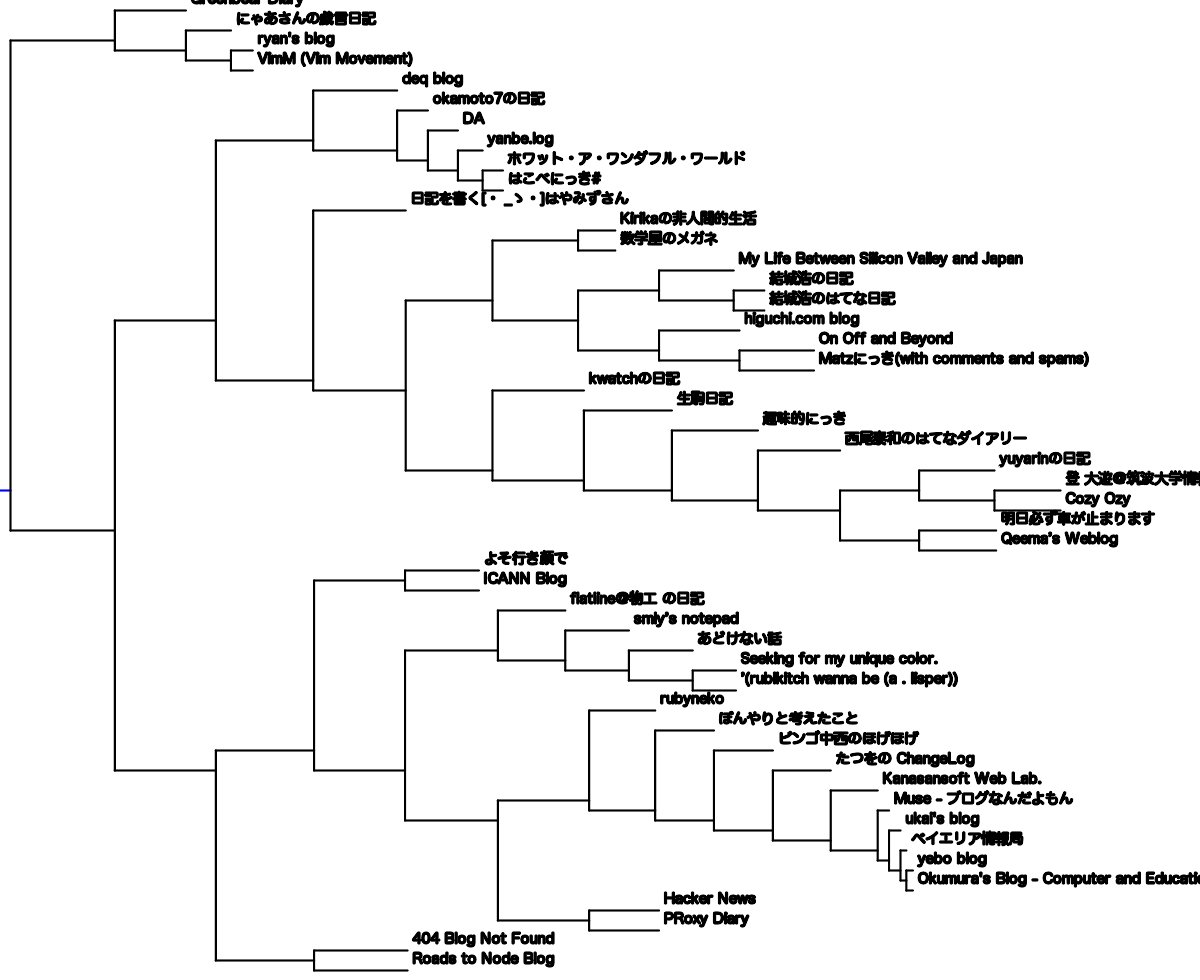 Greenbear Diary
にゃあさんの戯言日記
ryan's blog
VimM (Vim Movement)
deq blog
okamoto7の日記
DA
yanbe.log
ホワット・ア・ワンダフル・ワールド
はこべにっき#
日記を書く[・ _ゝ・]はやみずさん
Kirikaの非人間的生活
数学屋のメガネ
My Life Between Silicon Valley and Japan
結城浩の日記
結城浩のはてな日記
higuchi.com blog
On Off and Beyond
Matzにっき(with comments and spams)
kwatchの日記
生駒日記
趣味的にっき
西尾泰和のはてなダイアリー
yuyarinの日記
登 大遊@筑波大学情
Cozy Ozy
明日必ず車が止まります
Qeema's Weblog
よそ行き顔で
ICANN Blog
flatline@物工 の日記
smly's notepad
あどけない話
Seeking for my unique color.
'(rubikitch wanna be (a . lisper))
rubyneko
ぼんやりと考えたこと
ビンゴ中西のほげほげ
たつをの ChangeLog
Kanasansoft Web Lab.
Muse - ブログなんだよもん
ukai's blog
ベイエリア情報局
yebo blog
Okumura's Blog - Computer and Educati
Hacker News
PRoxy Diary
404 Blog Not Found
Roads to Node Blog